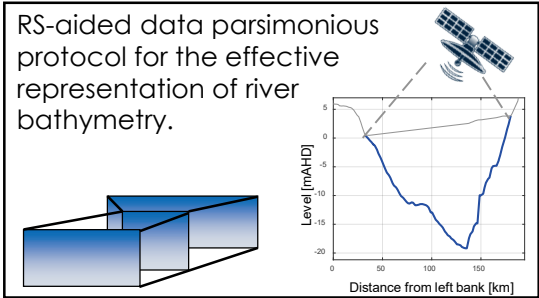 RS-aided data parsimonious
protocol for the effective
representation of river
bathymetry.
5
0
-5
-10
-15
-20
Level [mAHD]
0 50 100 150
Distance from left bank [km]